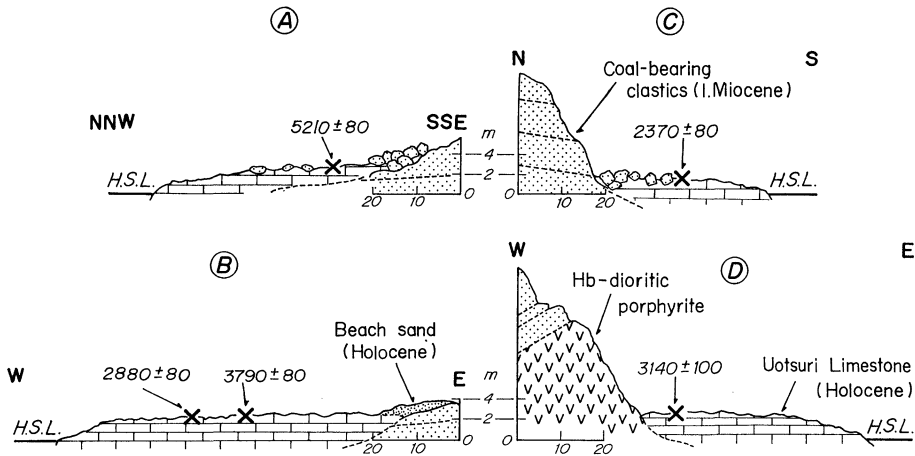 A
NNW
SSE
5210±80
H.S.L.
m
4
2
0
20
10
C
N
S
Coal-bearing
clastics (l.Miocene)
2370±80
H.S.L.
0
10
20
B
W
E
2880±80
3790±80
Beach sand
(Holocene)
H.S.L.
m
4
2
0
20
10
D
W
E
Hb-dioritic
porphyrite
3140±100
Uotsuri Limestone
(Holocene)
H.S.L.
0
10
20